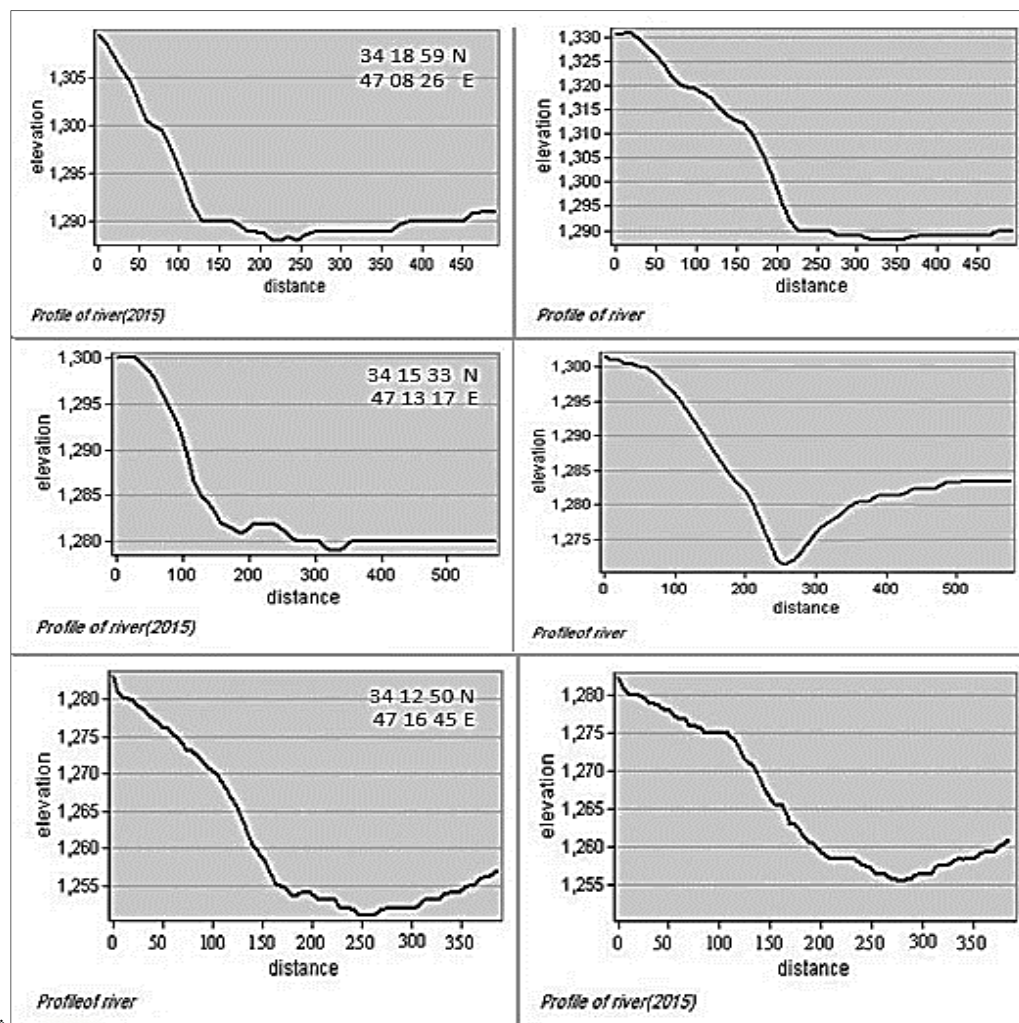 34 18 59 N
47 08 26 E
elevation
1,305
1,300
1,295
1,290
0 50 100 150 200 250 300 350 400 450
distance
Profile of river(2015)
elevation
1,330
1,320
1,315
1,310
1,305
1,300
1,295
1,290
0 50 100 150 200 250 300 350 400 450
distance
Profile of river
34 15 33 N
47 13 17 E
elevation
1,300
1,295
1,290
1,285
1,280
0 100 200 300 400 500
distance
Profile of river(2015)
elevation
1,300
1,295
1,290
1,285
1,280
1,275
0 100 200 300 400 500
distance
Profileof river
34 12 50 N
47 16 45 E
elevation
1,280
1,275
1,270
1,265
1,260
1,255
0 50 100 150 200 250 300 350
distance
Profileof river
elevation
1,280
1,275
1,270
1,265
1,260
1,255
0 50 100 150 200 250 300 350
distance
Profile of river(2015)